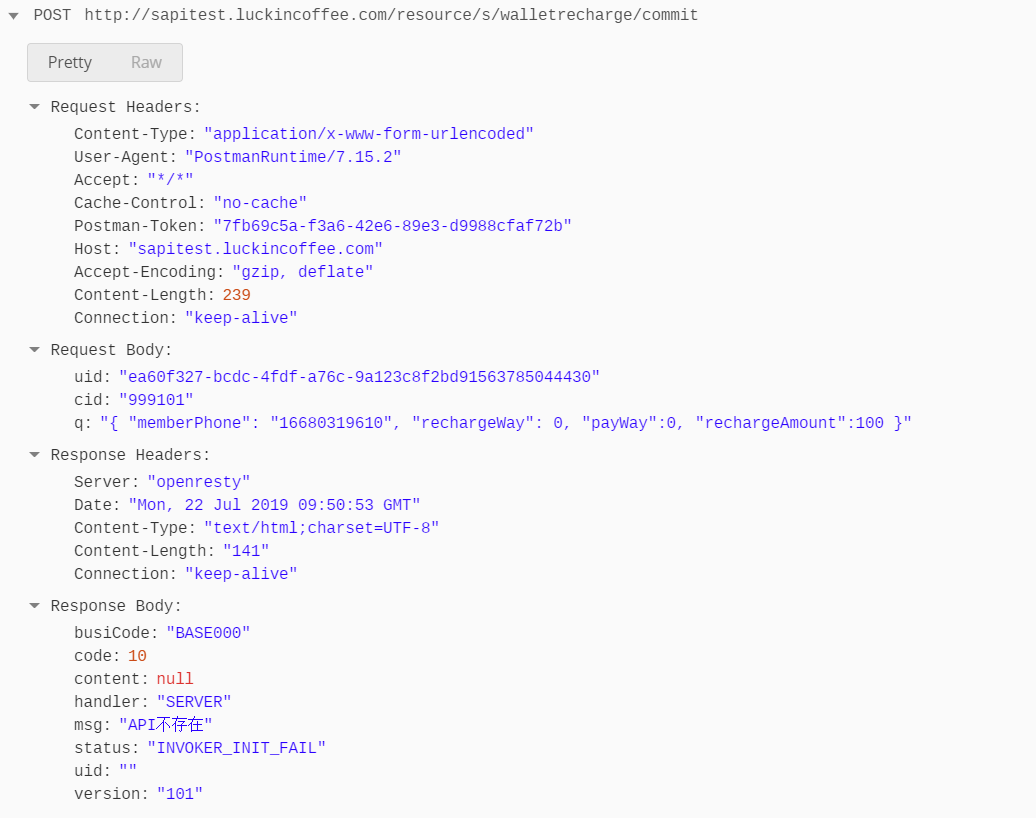 POST http://sapitest.luckincoffee.com/resource/s/walletrecharge/commit
Pretty Raw
Request Headers:
Content-Type: "application/x-www-form-urlencoded"
User-Agent: "PostmanRuntime/7.15.2"
Accept: "*/*"
Cache-Control: "no-cache"
Postman-Token: "7fb69c5a-f3a6-42e6-89e3-d9988cfaf72b"
Host: "sapitest.luckincoffee.com"
Accept-Encoding: "gzip, deflate"
Content-Length: 239
Connection: "keep-alive"
Request Body:
uid: "ea60f327-bcdc-4fdf-a76c-9a123c8f2bd91563785044430"
cid: "999101"
q: "{ "memberPhone": "16680319610", "rechargeWay": 0, "payWay":0, "rechargeAmount":100 }"
Response Headers:
Server: "openresty"
Date: "Mon, 22 Jul 2019 09:50:53 GMT"
Content-Type: "text/html;charset=UTF-8"
Content-Length: "141"
Connection: "keep-alive"
Response Body:
busiCode: "BASE000"
code: 10
content: null
handler: "SERVER"
msg: "API不存在"
status: "INVOKER_INIT_FAIL"
uid: ""
version: "101"